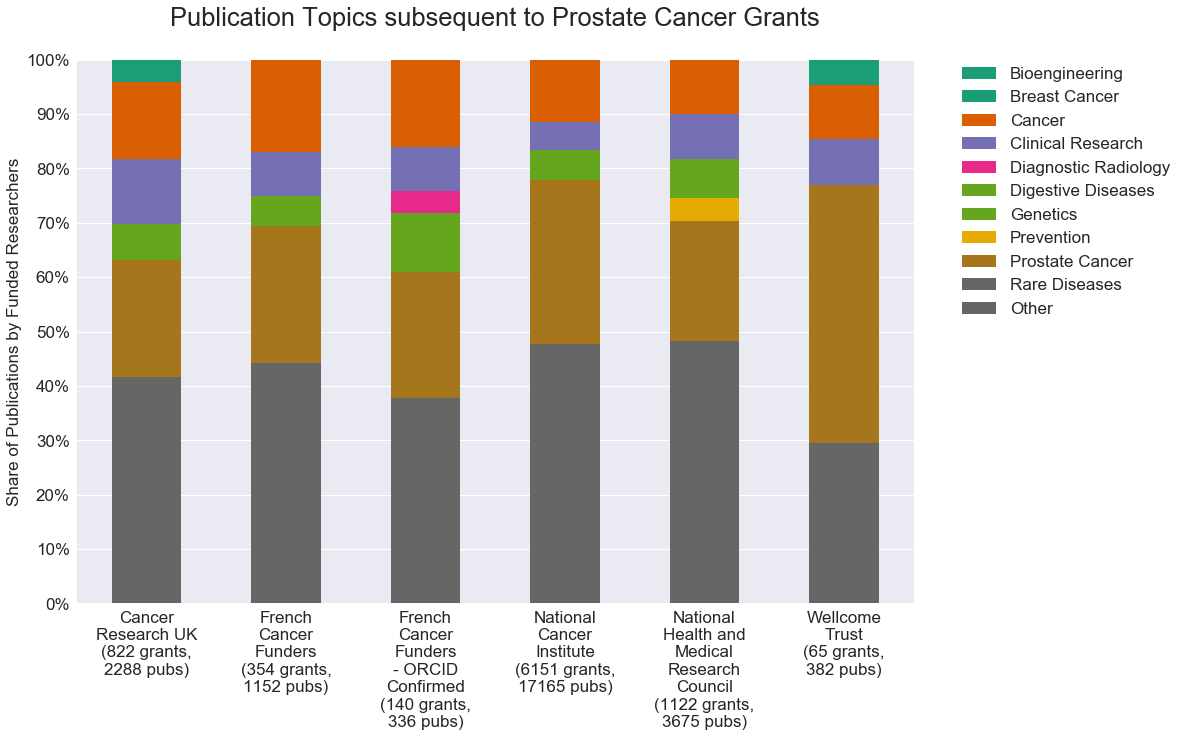 Publication Topics subsequent to Prostate Cancer Grants
Share of Publications by Funded Researchers
100%
90%
80%
70%
60%
50%
40%
30%
20%
10%
0%
Cancer
Research UK
(822 grants,
2288 pubs)
French
Cancer
Funders
(354 grants,
1152 pubs)
French
Cancer
Funders
- ORCID
Confirmed
(140 grants,
336 pubs)
National
Cancer
Institute
(6151 grants,
17165 pubs)
National
Health and
Medical
Research
Council
(1122 grants,
3675 pubs)
Wellcome
Trust
(65 grants,
382 pubs)
Bioengineering
Breast Cancer
Cancer
Clinical Research
Diagnostic Radiology
Digestive Diseases
Genetics
Prevention
Prostate Cancer
Rare Diseases
Other